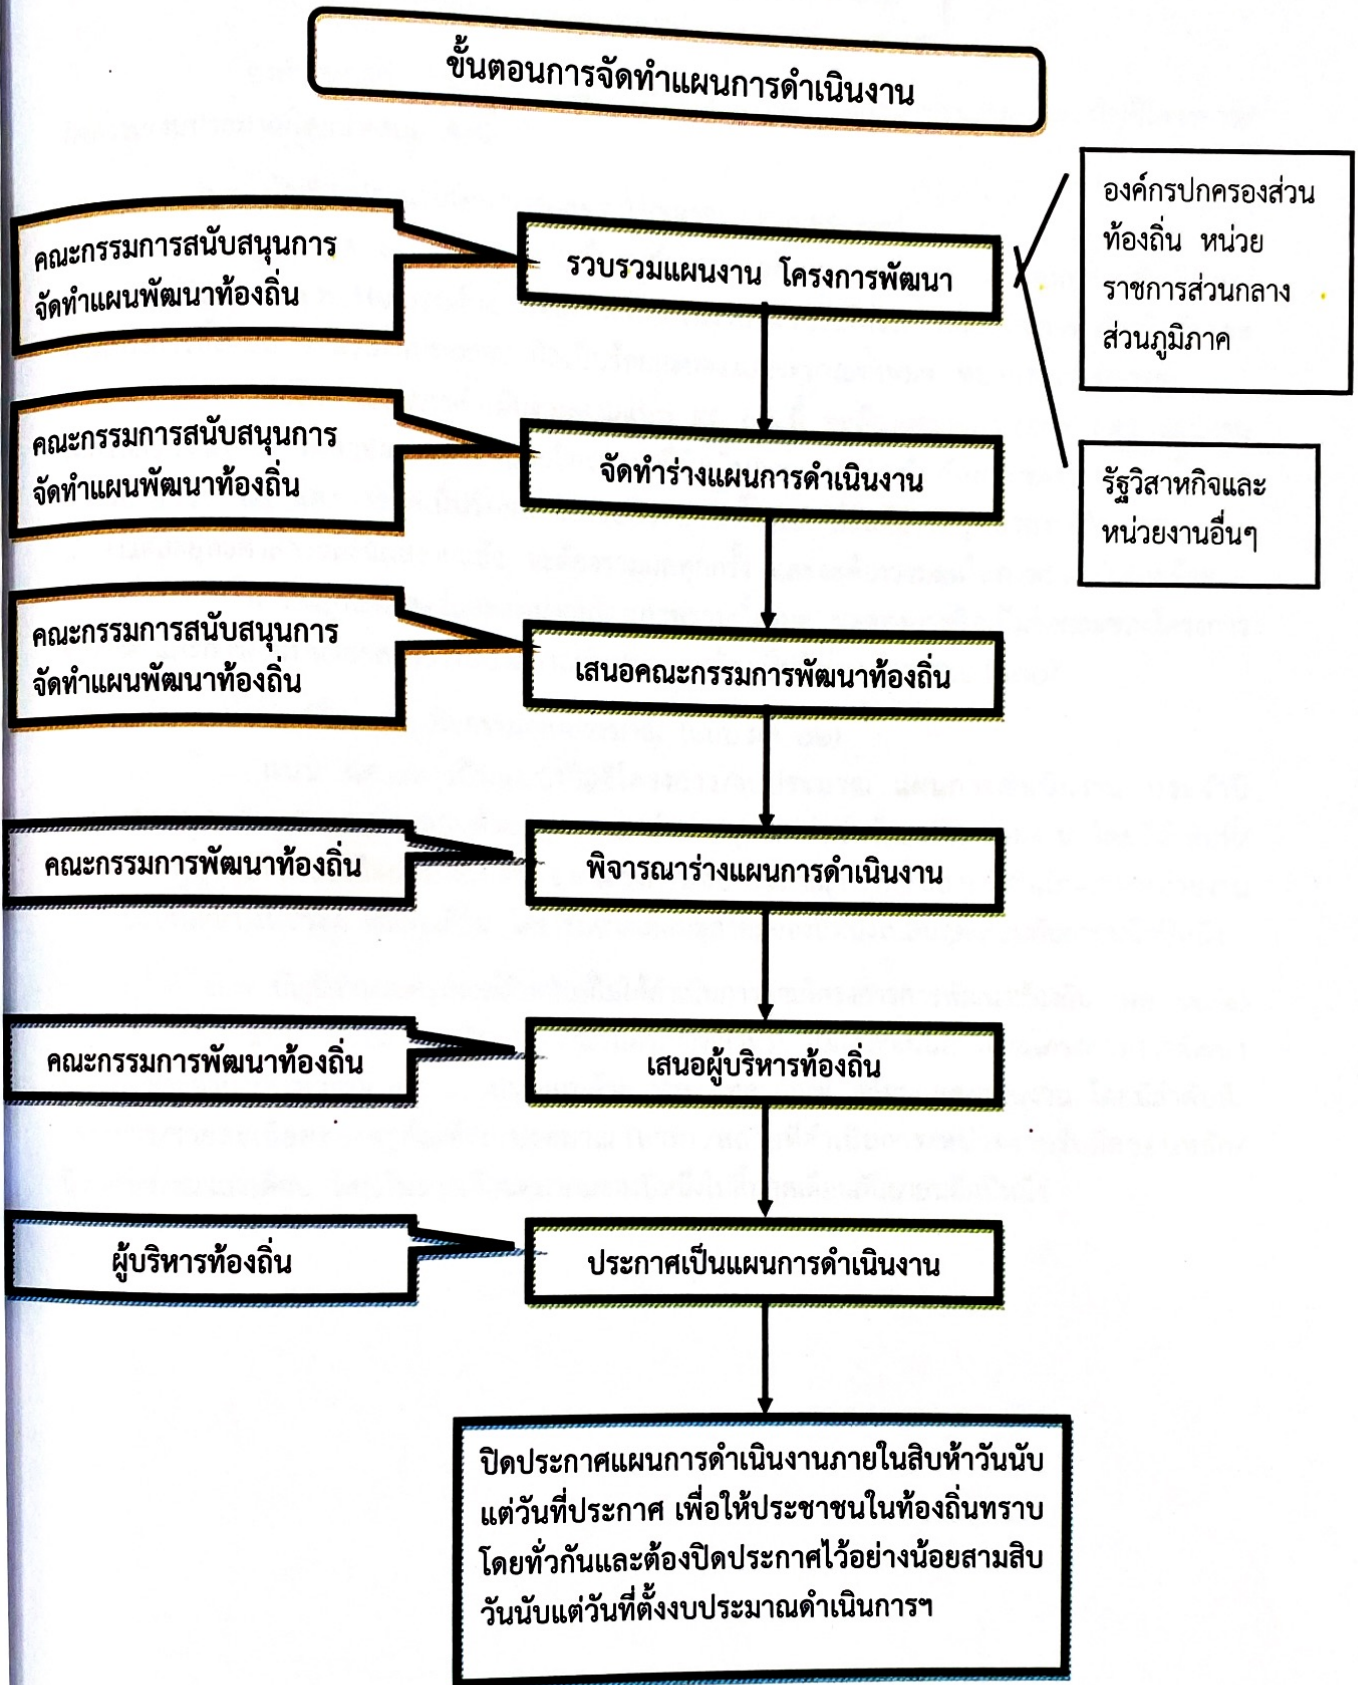 ขั้นตอนการจัดทำแผนการดำเนินงาน
คณะกรรมการสนับสนุนการ
จัดทำแผนพัฒนาท้องถิ่น
รวบรวมแผนงาน โครงการพัฒนา
องค์กรปกครองส่วน
ท้องถิ่น หน่วย
ราชการส่วนกลาง
ส่วนภูมิภาค
รัฐวิสาหกิจและ
หน่วยงานอื่นๆ
คณะกรรมการสนับสนุนการ
จัดทำแผนพัฒนาท้องถิ่น
จัดทำร่างแผนการดำเนินงาน
คณะกรรมการสนับสนุนการ
จัดทำแผนพัฒนาท้องถิ่น
เสนอคณะกรรมการพัฒนาท้องถิ่น
คณะกรรมการพัฒนาท้องถิ่น
พิจารณาร่างแผนการดำเนินงาน
คณะกรรมการพัฒนาท้องถิ่น
เสนอผู้บริหารท้องถิ่น
ผู้บริหารท้องถิ่น
ประกาศเป็นแผนการดำเนินงาน
ปิดประกาศแผนการดำเนินงานภายในสิบห้าวันนับ
แต่วันที่ประกาศ เพื่อให้ประชาชนในท้องถิ่นทราบ
โดยทั่วกันและต้องปิดประกาศไว้อย่างน้อยสามสิบ
วันนับแต่วันที่ตั้งงบประมาณดำเนินการฯ